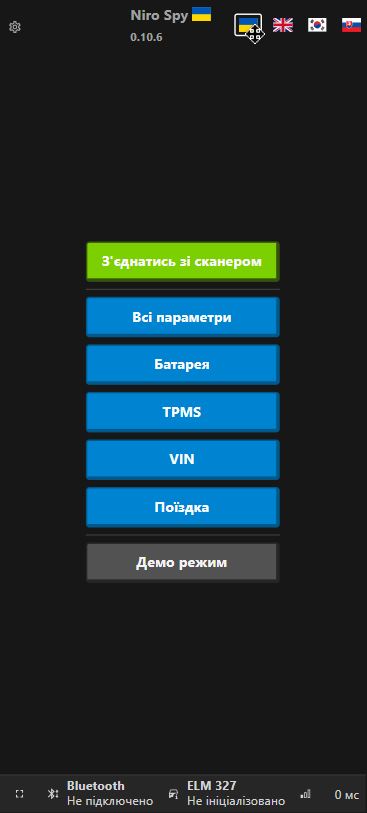 Niro Spy
0.10.6
З'єднатись зі сканером
Всі параметри
Батарея
TPMS
VIN
Поїздка
Демо режим
Bluetooth
Не підключено
ELM 327
Не ініціалізовано
0 мс